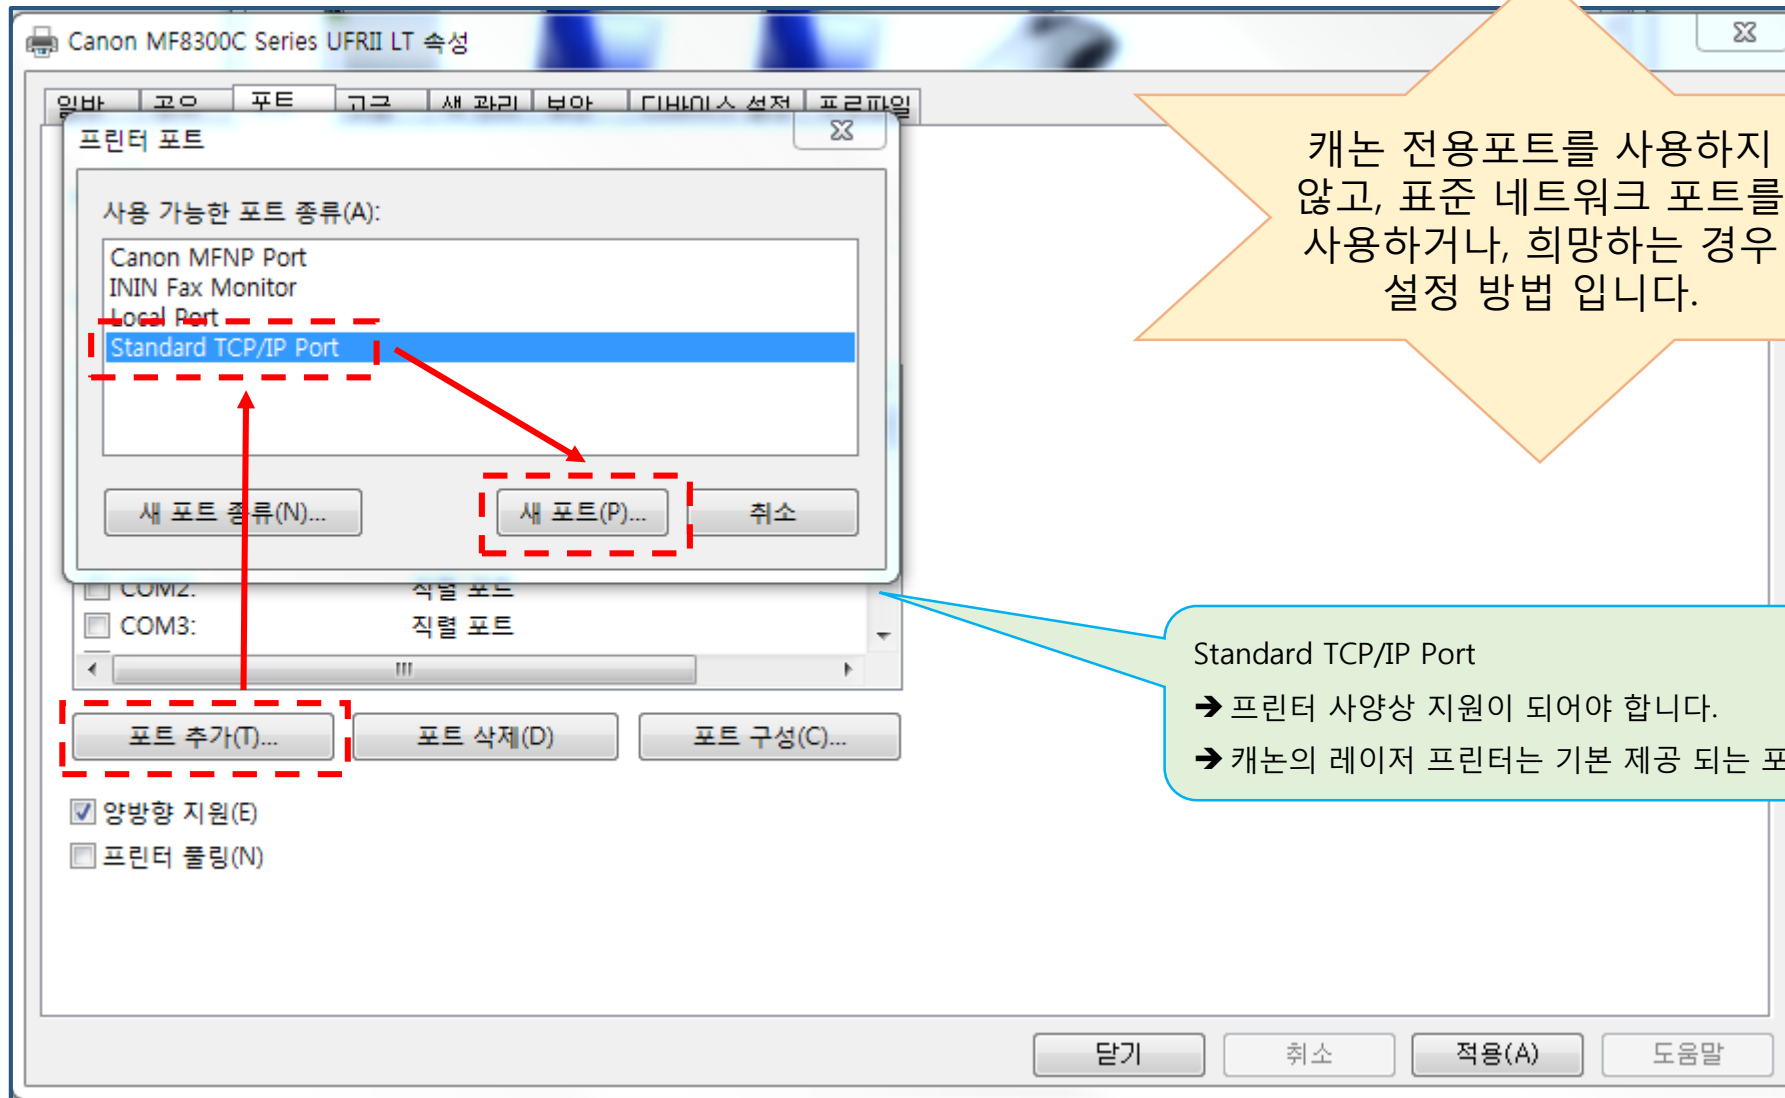 Canon MF8300C Series UFRII LT 속성
일반 공유 포트 고급 색 관리 보안 디바이스 설정 프로파일
프린터 포트
사용 가능한 포트 종류(A):
Canon MFNP Port
ININ Fax Monitor
Local Port
Standard TCP/IP Port
새 포트 종류(N)... 새 포트(P)... 취소
COM2: 직렬 포트
COM3: 직렬 포트
포트 추가(T)... 포트 삭제(D) 포트 구성(C)...
양방향 지원(E)
프린터 풀링(N)
캐논 전용포트를 사용하지
않고, 표준 네트워크 포트를
사용하거나, 희망하는 경우
설정 방법 입니다.
Standard TCP/IP Port
➔ 프린터 사양상 지원이 되어야 합니다.
➔ 캐논의 레이저 프린터는 기본 제공 되는
닫기 취소 적용(A) 도움말